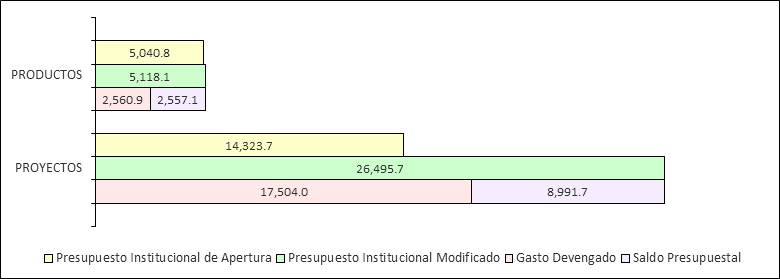 5,040.8
PRODUCTOS
5,118.1
2,560.9 2,557.1
14,323.7
PROYECTOS
26,495.7
17,504.0 8,991.7
Presupuesto Institucional de Apertura Presupuesto Institucional Modificado Gasto Devengado Saldo Presupuestal